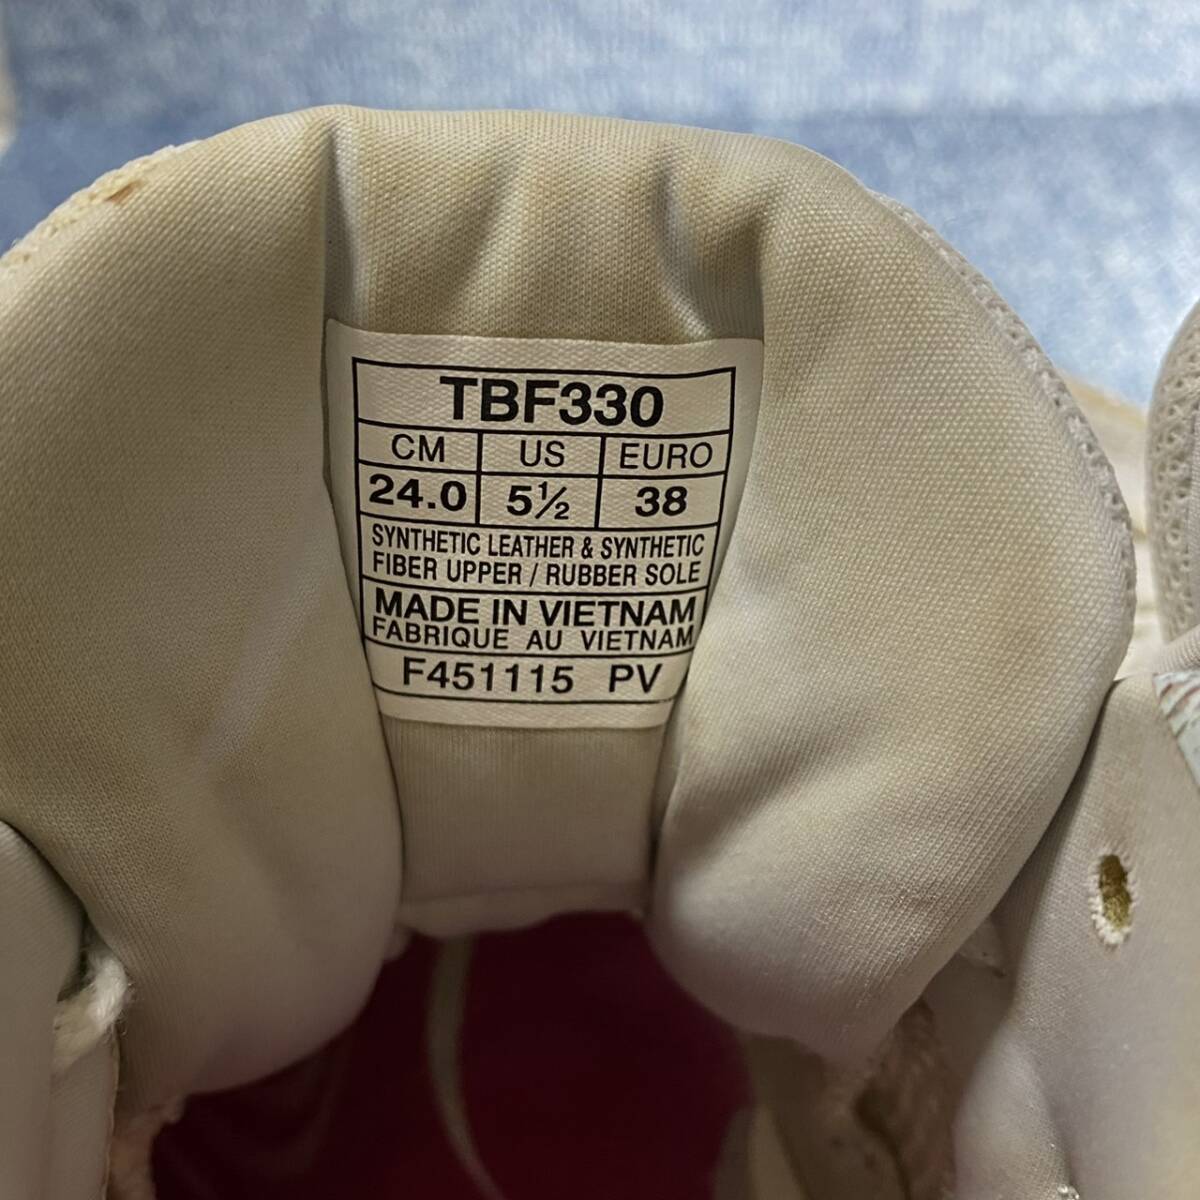 TBF330
CM US EURO
24.0 5½ 38
SYNTHETIC LEATHER & SYNTHETIC
FIBER UPPER / RUBBER SOLE
MADE IN VIETNAM
FABRIQUE AU VIETNAM
F451115 PV